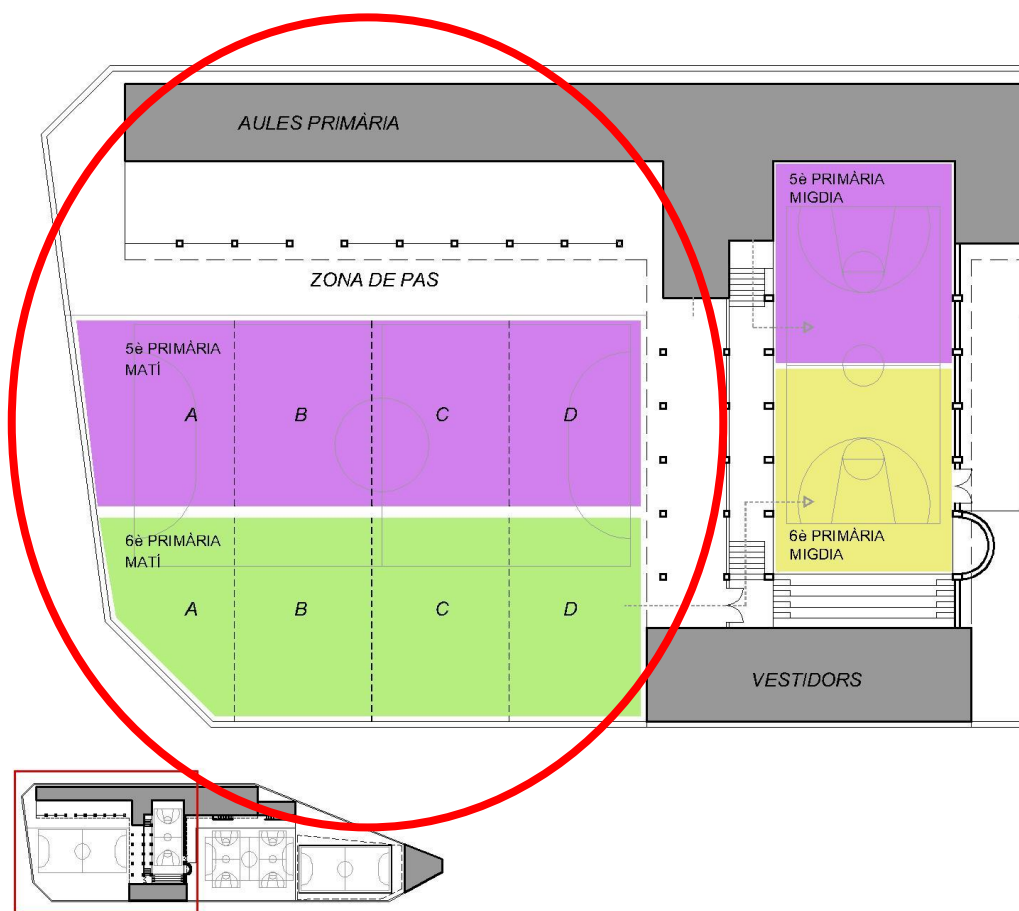 AULES PRIMÀRIA
5è PRIMÀRIA
MIGDIA
ZONA DE PAS
5è PRIMÀRIA
MATÍ
A B C D
6è PRIMÀRIA
MATÍ
6è PRIMÀRIA
MIGDIA
A B C D
VESTIDORS